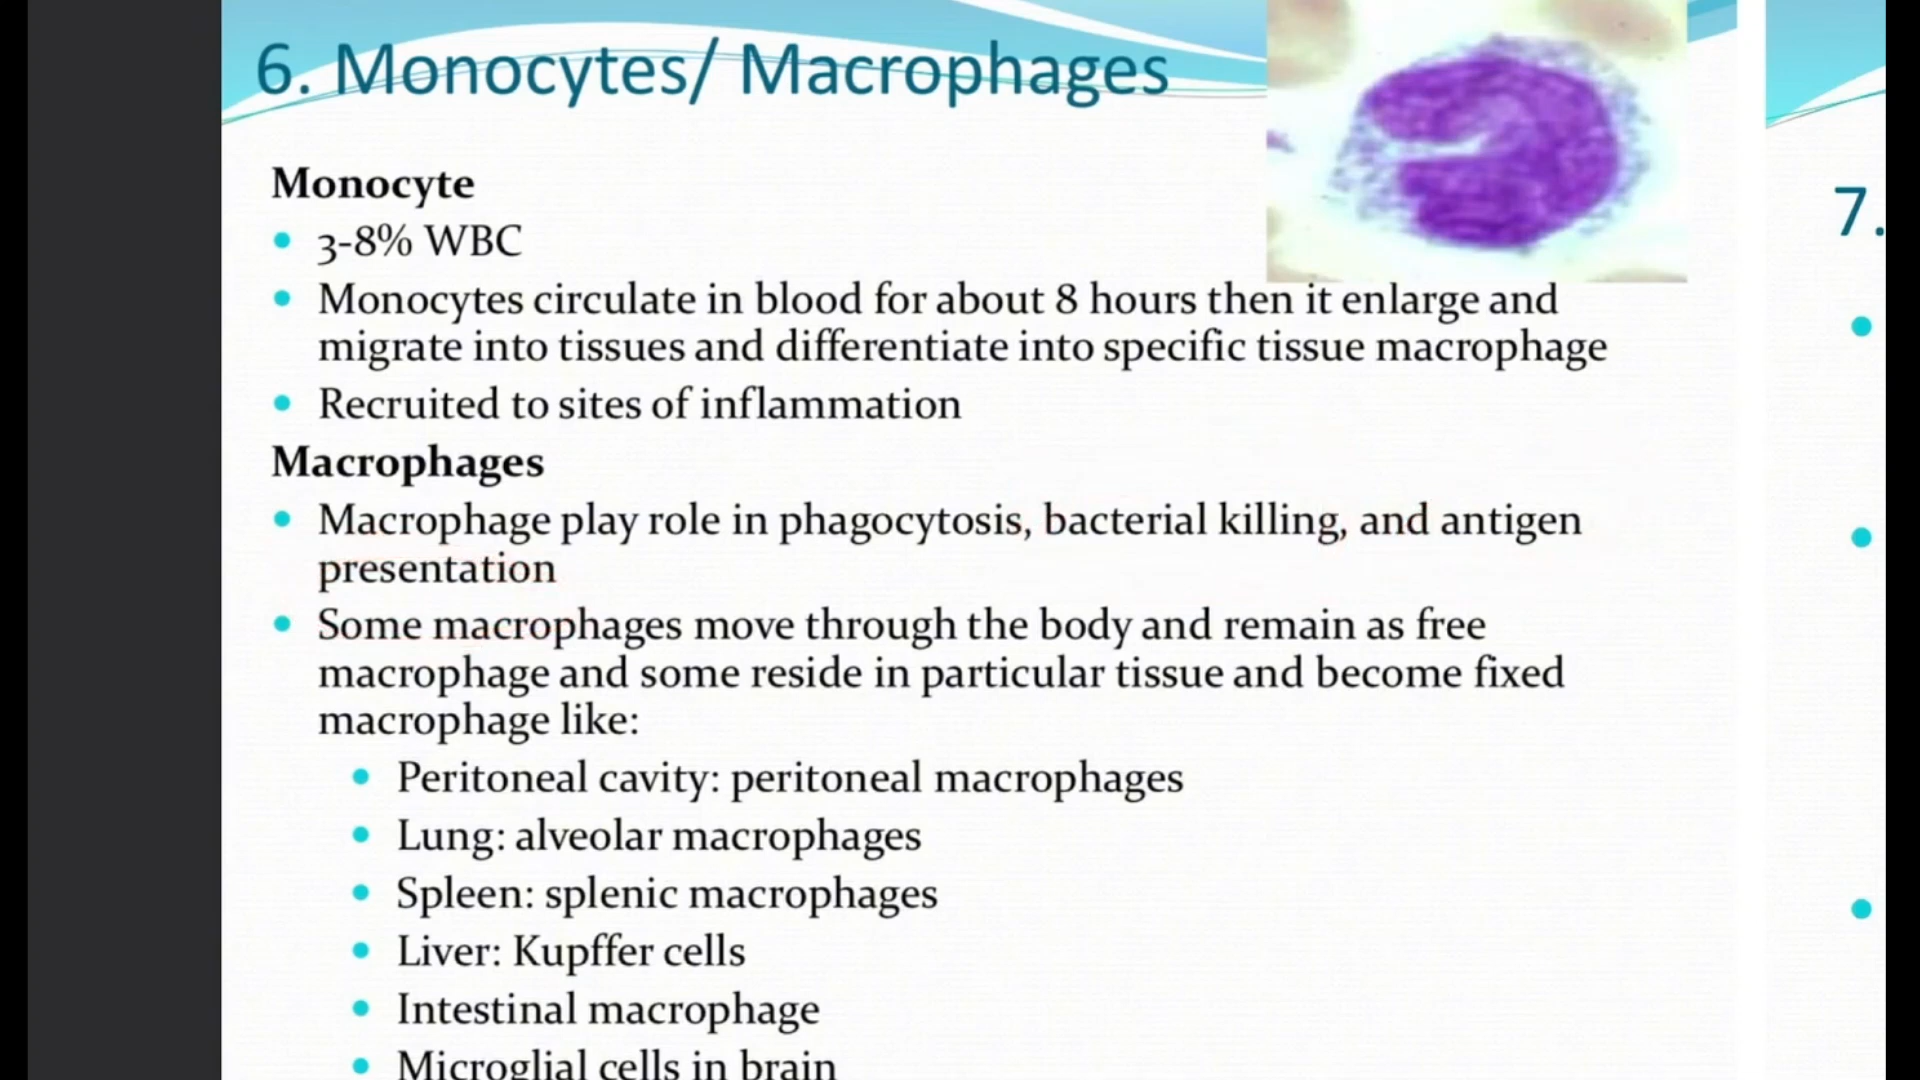 6. Monocytes/ Macrophages
Monocyte
3-8% WBC
Monocytes circulate in blood for about 8 hours then it enlarge and
migrate into tissues and differentiate into specific tissue macrophage
Recruited to sites of inflammation
Macrophages
Macrophage play role in phagocytosis, bacterial killing, and antigen
presentation
Some macrophages move through the body and remain as free
macrophage and some reside in particular tissue and become fixed
macrophage like:
Peritoneal cavity: peritoneal macrophages
Lung: alveolar macrophages
Spleen: splenic macrophages
Liver: Kupffer cells
Intestinal macrophage
Microglial cells in brain
7.